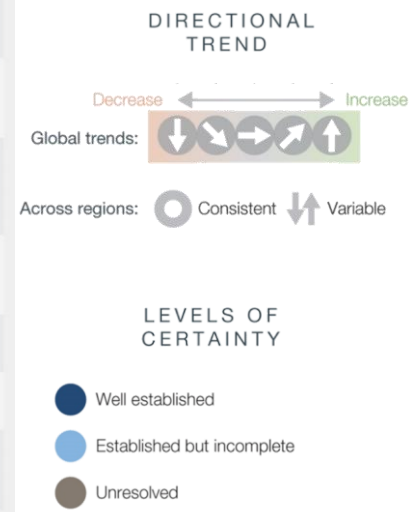 DIRECTIONAL
TREND
Decrease Increase
Global trends:
Across regions: Consistent Variable
LEVELS OF
CERTAINTY
Well established
Established but incomplete
Unresolved